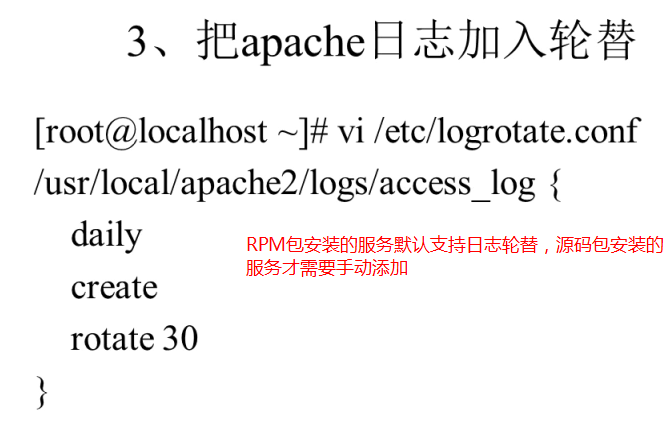 3、把apache日志加入轮替
[root@localhost ~]# vi /etc/logrotate.conf
/usr/local/apache2/logs/access_log {
daily
RPM包安装的服务默认支持日志轮替，源码包安装的
服务才需要手动添加
create
rotate 30
}